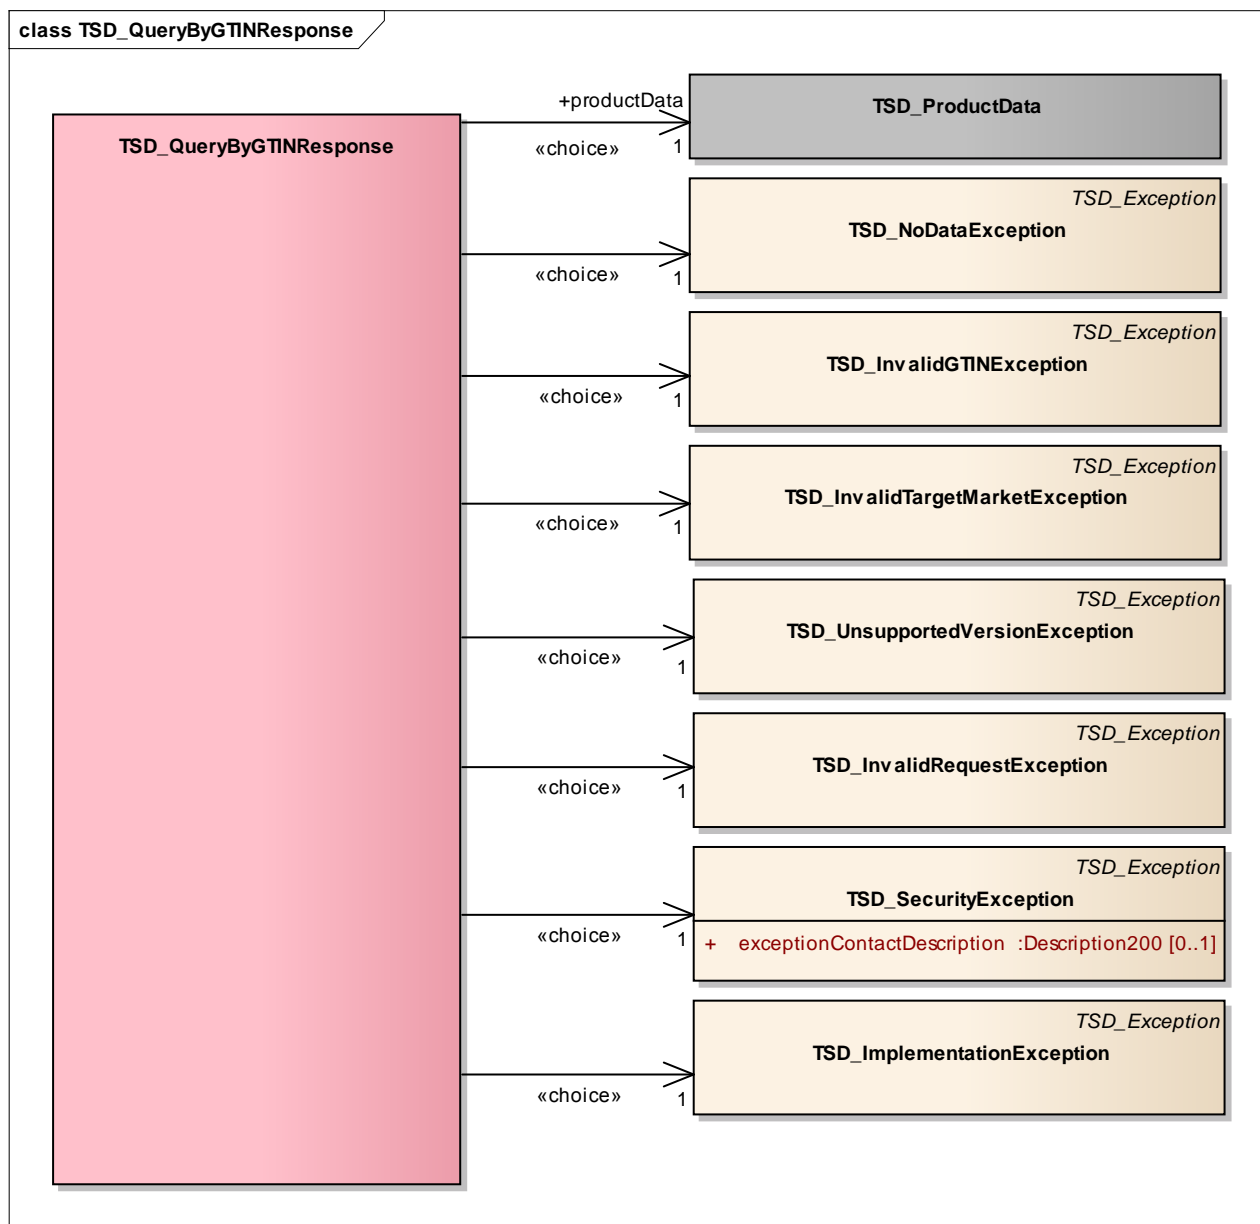 class TSD_QueryByGTINResponse
TSD_QueryByGTINResponse
+productData
«choice»
1
TSD_ProductData
«choice»
1
TSD_Exception
TSD_NoDataException
«choice»
1
TSD_Exception
TSD_InvalidGTINException
«choice»
1
TSD_Exception
TSD_InvalidTargetMarketException
«choice»
1
TSD_Exception
TSD_UnsupportedVersionException
«choice»
1
TSD_Exception
TSD_InvalidRequestException
«choice»
1
TSD_Exception
TSD_SecurityException
+ exceptionContactDescription :Description200 [0..1]
«choice»
1
TSD_Exception
TSD_ImplementationException
«choice»
1